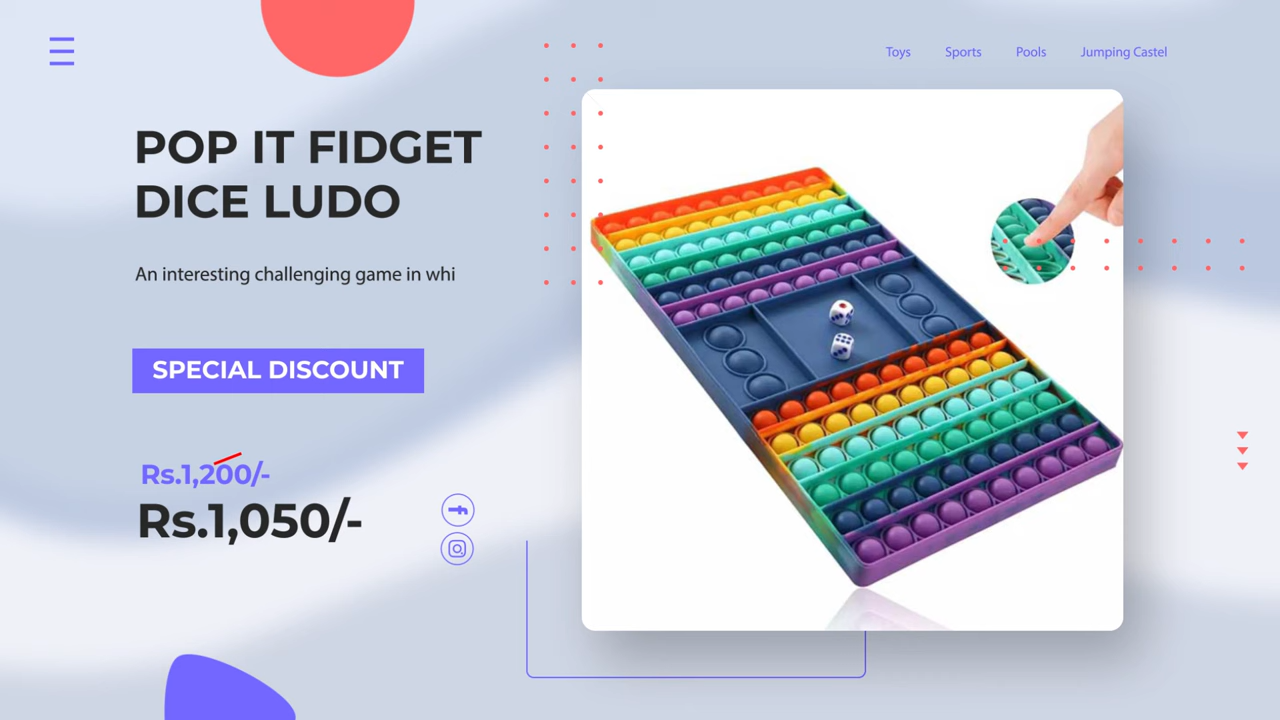 Toys Sports Pools Jumping Castel
POP IT FIDGET
DICE LUDO
An interesting challenging game in whi
SPECIAL DISCOUNT
Rs.1,200/-
Rs.1,050/-